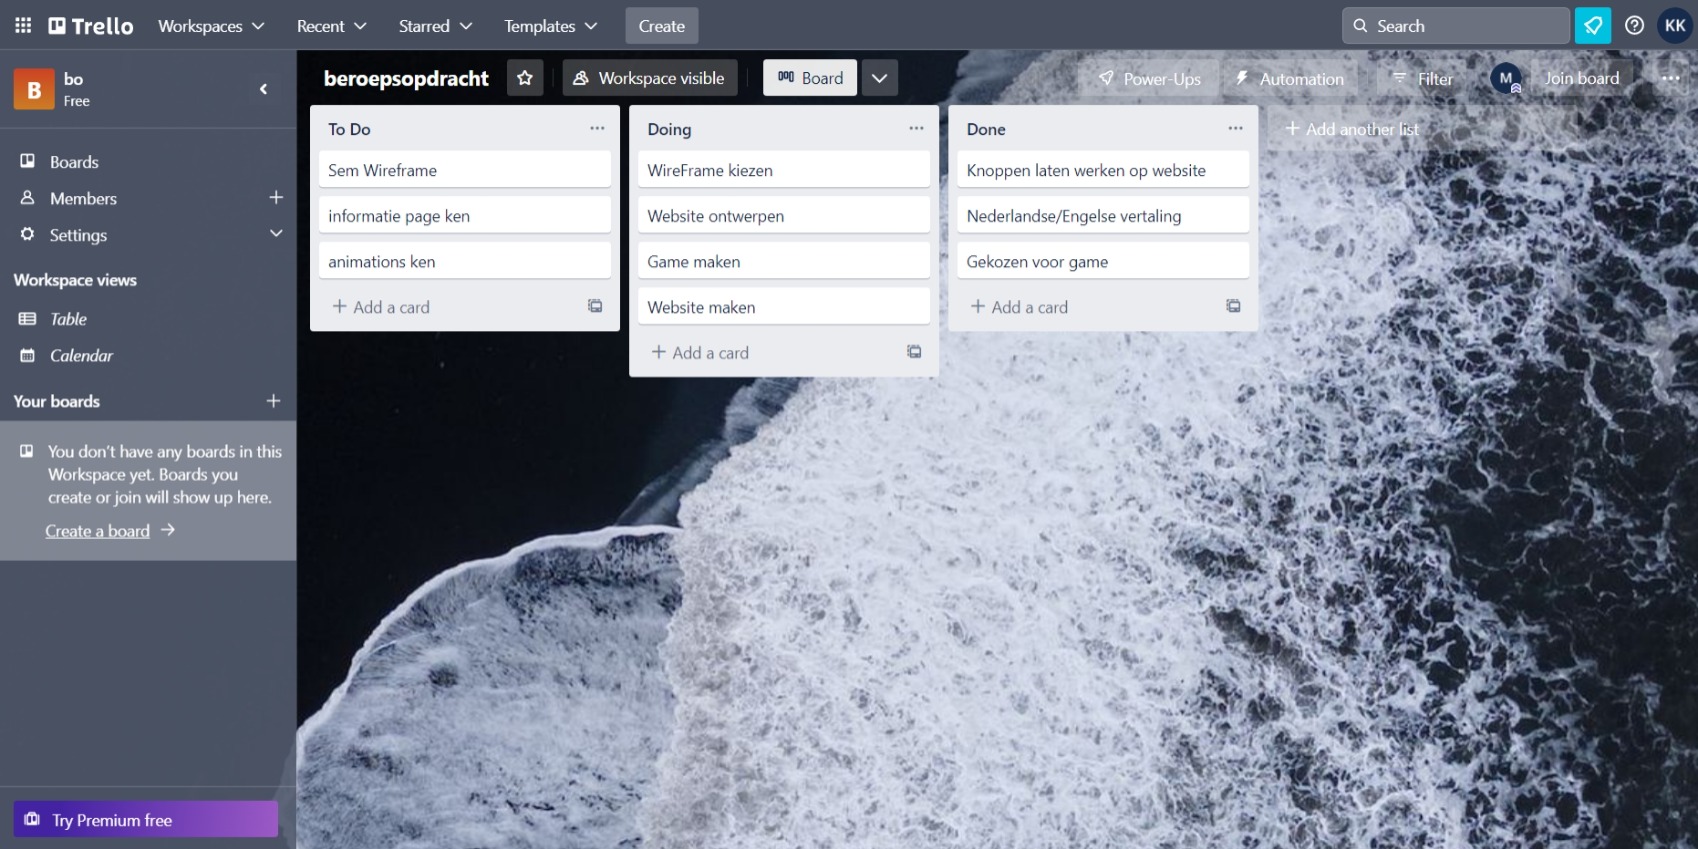 Trello
Workspaces
Recent
Starred
Templates
Create
Search
KK
B
bo
Free
beroepsopdracht
Workspace visible
Board
Power-Ups
Automation
Filter
M
Join board
Boards
Members
Settings
Workspace views
Table
Calendar
Your boards
You don't have any boards in this
Workspace yet. Boards you
create or join will show up here.
Create a board
Try Premium free
To Do
Sem Wireframe
informatie page ken
animations ken
Add a card
Doing
WireFrame kiezen
Website ontwerpen
Game maken
Website maken
Add a card
Done
Knoppen laten werken op website
Nederlandse/Engelse vertaling
Gekozen voor game
Add a card
Add another list